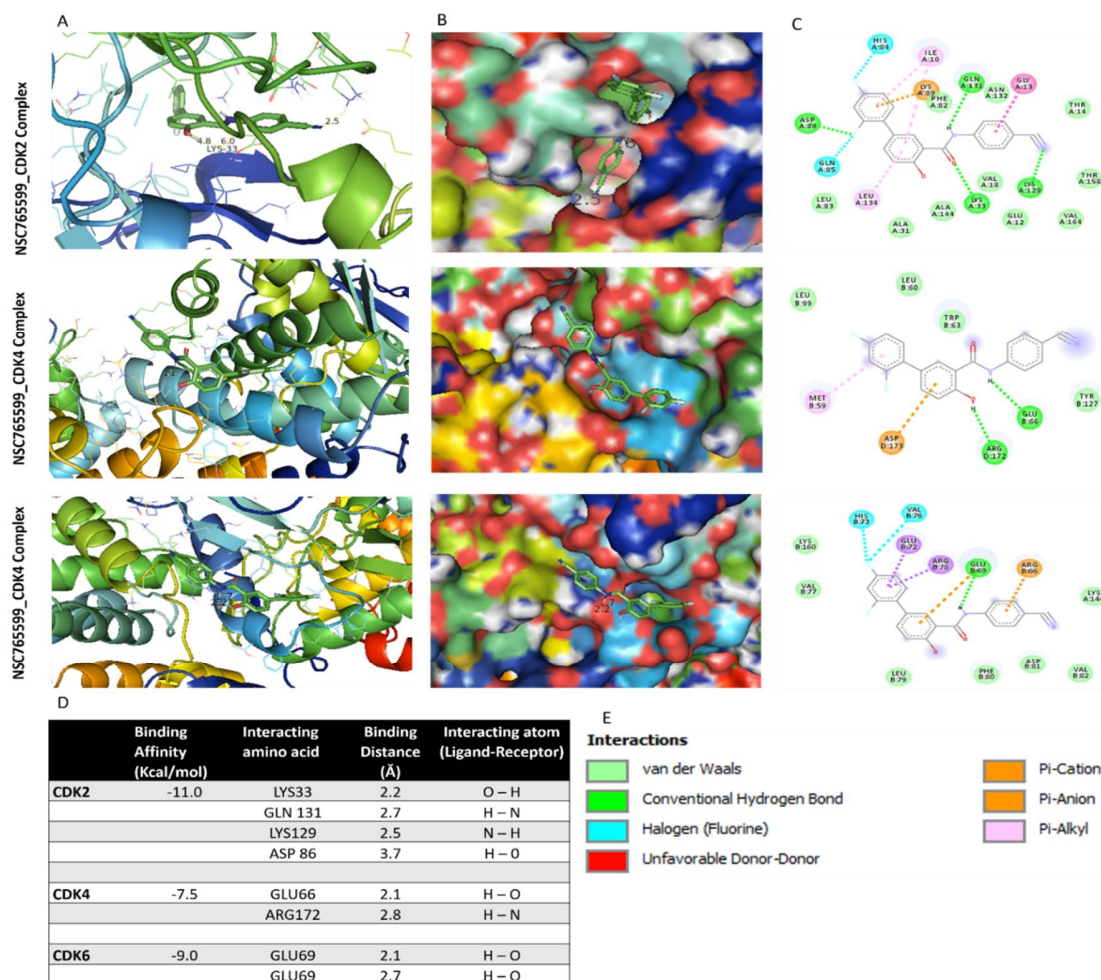 A
B
C
NSC765599_CDK2 Complex
2.5
4.8
6.0
LYS-33
2.5
HIS
A:84
ILE
A:10
LYS
A:89
PHE
A:82
GLN
A:131
ASN
A:132
GLY
A:13
THR
A:14
ASP
A:86
GLN
A:85
LEU
A:83
LEU
A:134
ALA
A:31
ALA
A:144
VAL
A:18
LYS
A:33
GLU
A:12
LYS
A:129
VAL
A:164
THR
A:158
NSC765599_CDK4 Complex
LEU
B:99
LEU
B:60
TRP
B:63
MET
B:59
ASP
D:173
ARG
D:172
GLU
B:66
TYR
B:127
NSC765599_CDK4 Complex
2.7
HIS
B:73
VAL
B:76
GLU
B:72
ARG
B:78
GLU
B:69
ARG
B:66
LYS
B:160
VAL
B:77
LYS
LEU
B:79
PHE
B:80
ASP
B:81
VAL
B:82
D
Binding Affinity (Kcal/mol) Interacting amino acid Binding Distance (Å) Interacting atom (Ligand-Receptor)
CDK2 -11.0 LYS33 2.2 O – H
GLN 131 2.7 H – N
LYS129 2.5 N – H
ASP 86 3.7 H – 0
CDK4 -7.5 GLU66 2.1 H – O
ARG172 2.8 H – N
CDK6 -9.0 GLU69 2.1 H – O
GLU69 2.7 H – O
E
Interactions
van der Waals
Conventional Hydrogen Bond
Halogen (Fluorine)
Unfavorable Donor-Donor
Pi-Cation
Pi-Anion
Pi-Alkyl